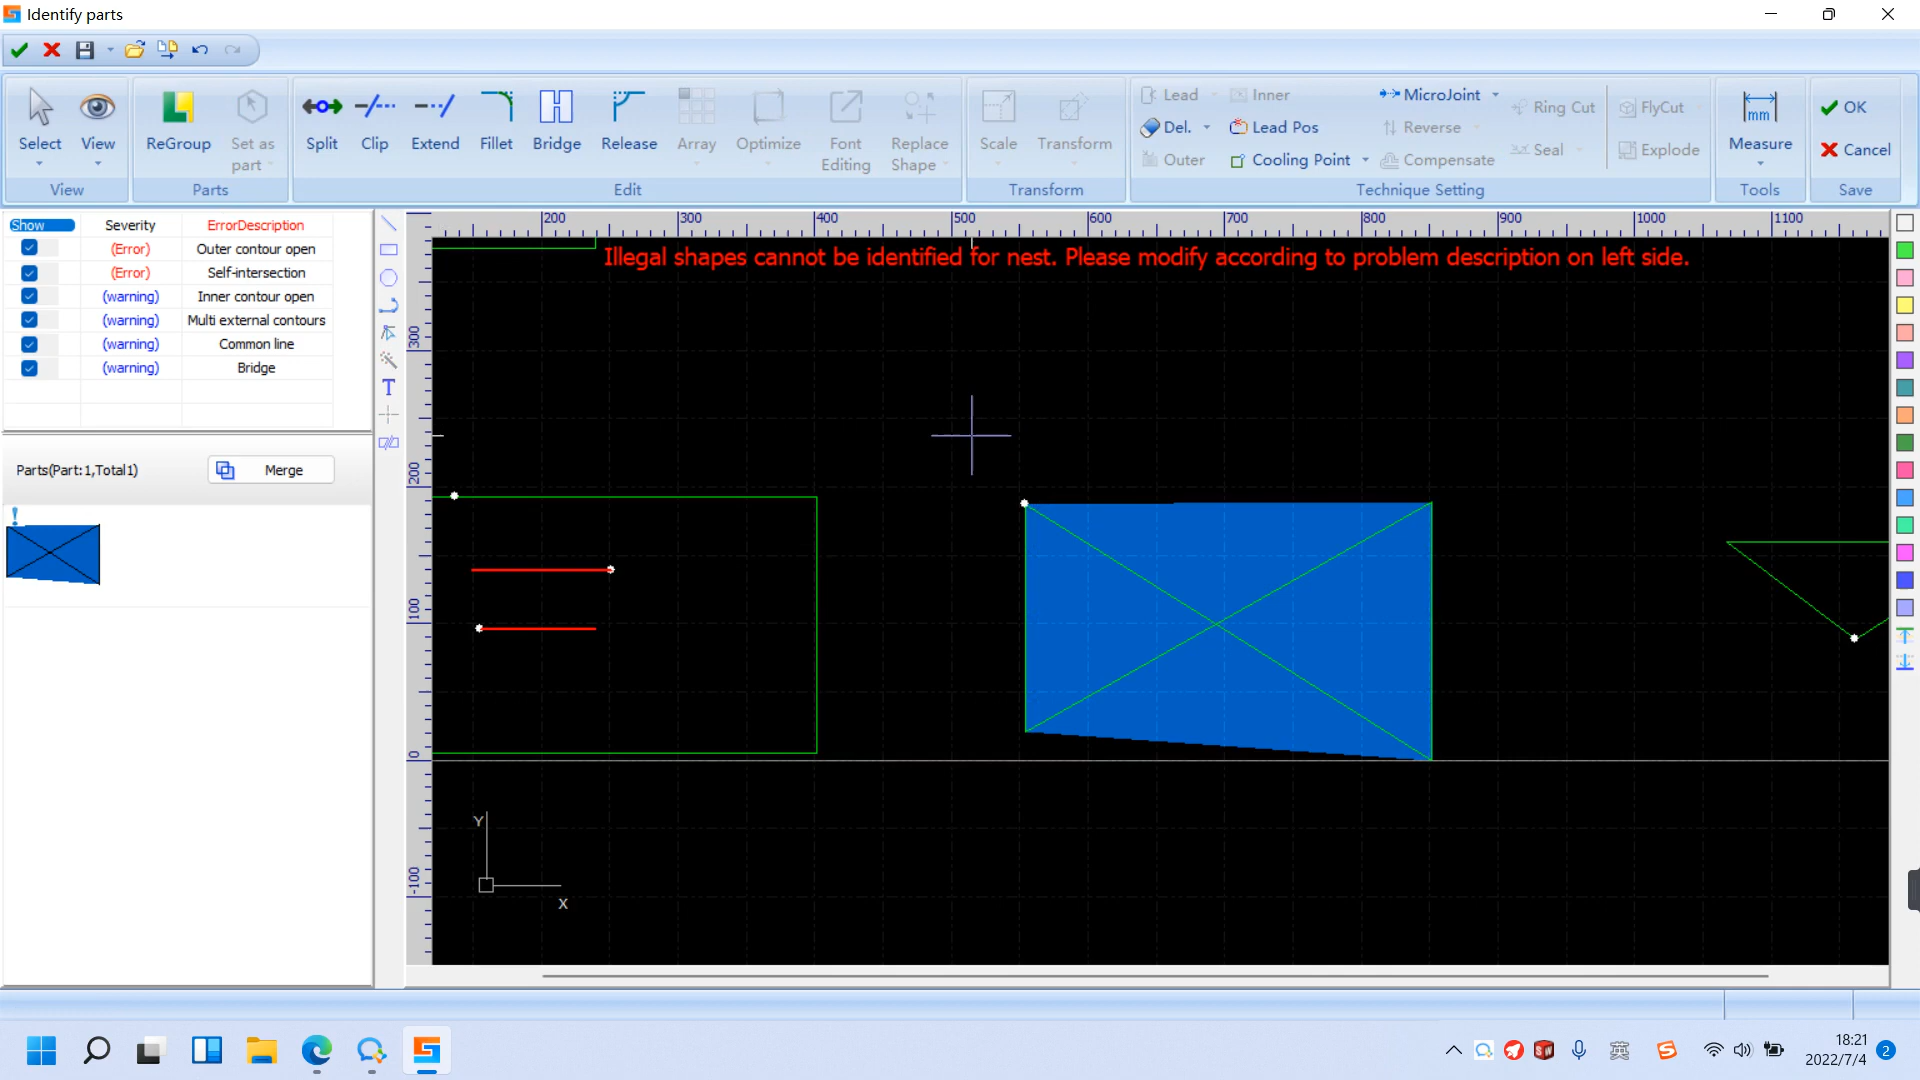 Identify parts
Select
View
View
ReGroup
Set as
part
Parts
Split
Clip
Extend
Fillet
Bridge
Release
Array
Optimize
Font
Editing
Replace
Shape
Edit
Scale
Transform
Transform
Lead
Inner
MicroJoint
Ring Cut
FlyCut
Del.
Lead Pos
Reverse
Seal
Explode
Outer
Cooling Point
Compensate
Technique Setting
mm
Measure
Tools
OK
Cancel
Save
Show Severity ErrorDescription
(Error) Outer contour open
(Error) Self-intersection
(warning) Inner contour open
(warning) Multi external contours
(warning) Common line
(warning) Bridge
Parts(Part:1,Total1)
Merge
!
T
200 300 400 500 600 700 800 900 1000 1100
Illegal shapes cannot be identified for nest. Please modify according to problem description on left side.
300
200
100
0
-100
Y
X
SW
英
S
18:21
2022/7/4
2